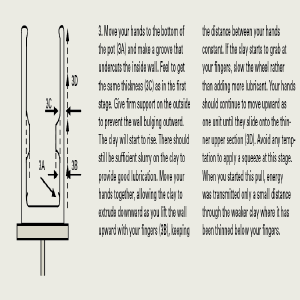 3. Move your hands to the bottom of
the pot (3A) and make a groove that
undercuts the inside wall. Feel to get
the same thickness (3C) as in the first
stage. Give firm support on the outside
to prevent the wall bulging outward.
The clay will start to rise. There should
still be sufficient slurry on the clay to
provide good lubrication. Move your
hands together, allowing the clay to
extrude downward as you lift the wall
upward with your fingers (3B), keeping
the distance between your hands
constant. If the clay starts to grab at
your fingers, slow the wheel rather
than adding more lubricant. Your hands
should continue to move upward as
one unit until they slide onto the thin-
ner upper section (3D). Avoid any temp-
tation to apply a squeeze at this stage.
When you started this pull, energy
was transmitted only a small distance
through the weaker clay where it has
been thinned below your fingers.
3D
3C
3A
3B